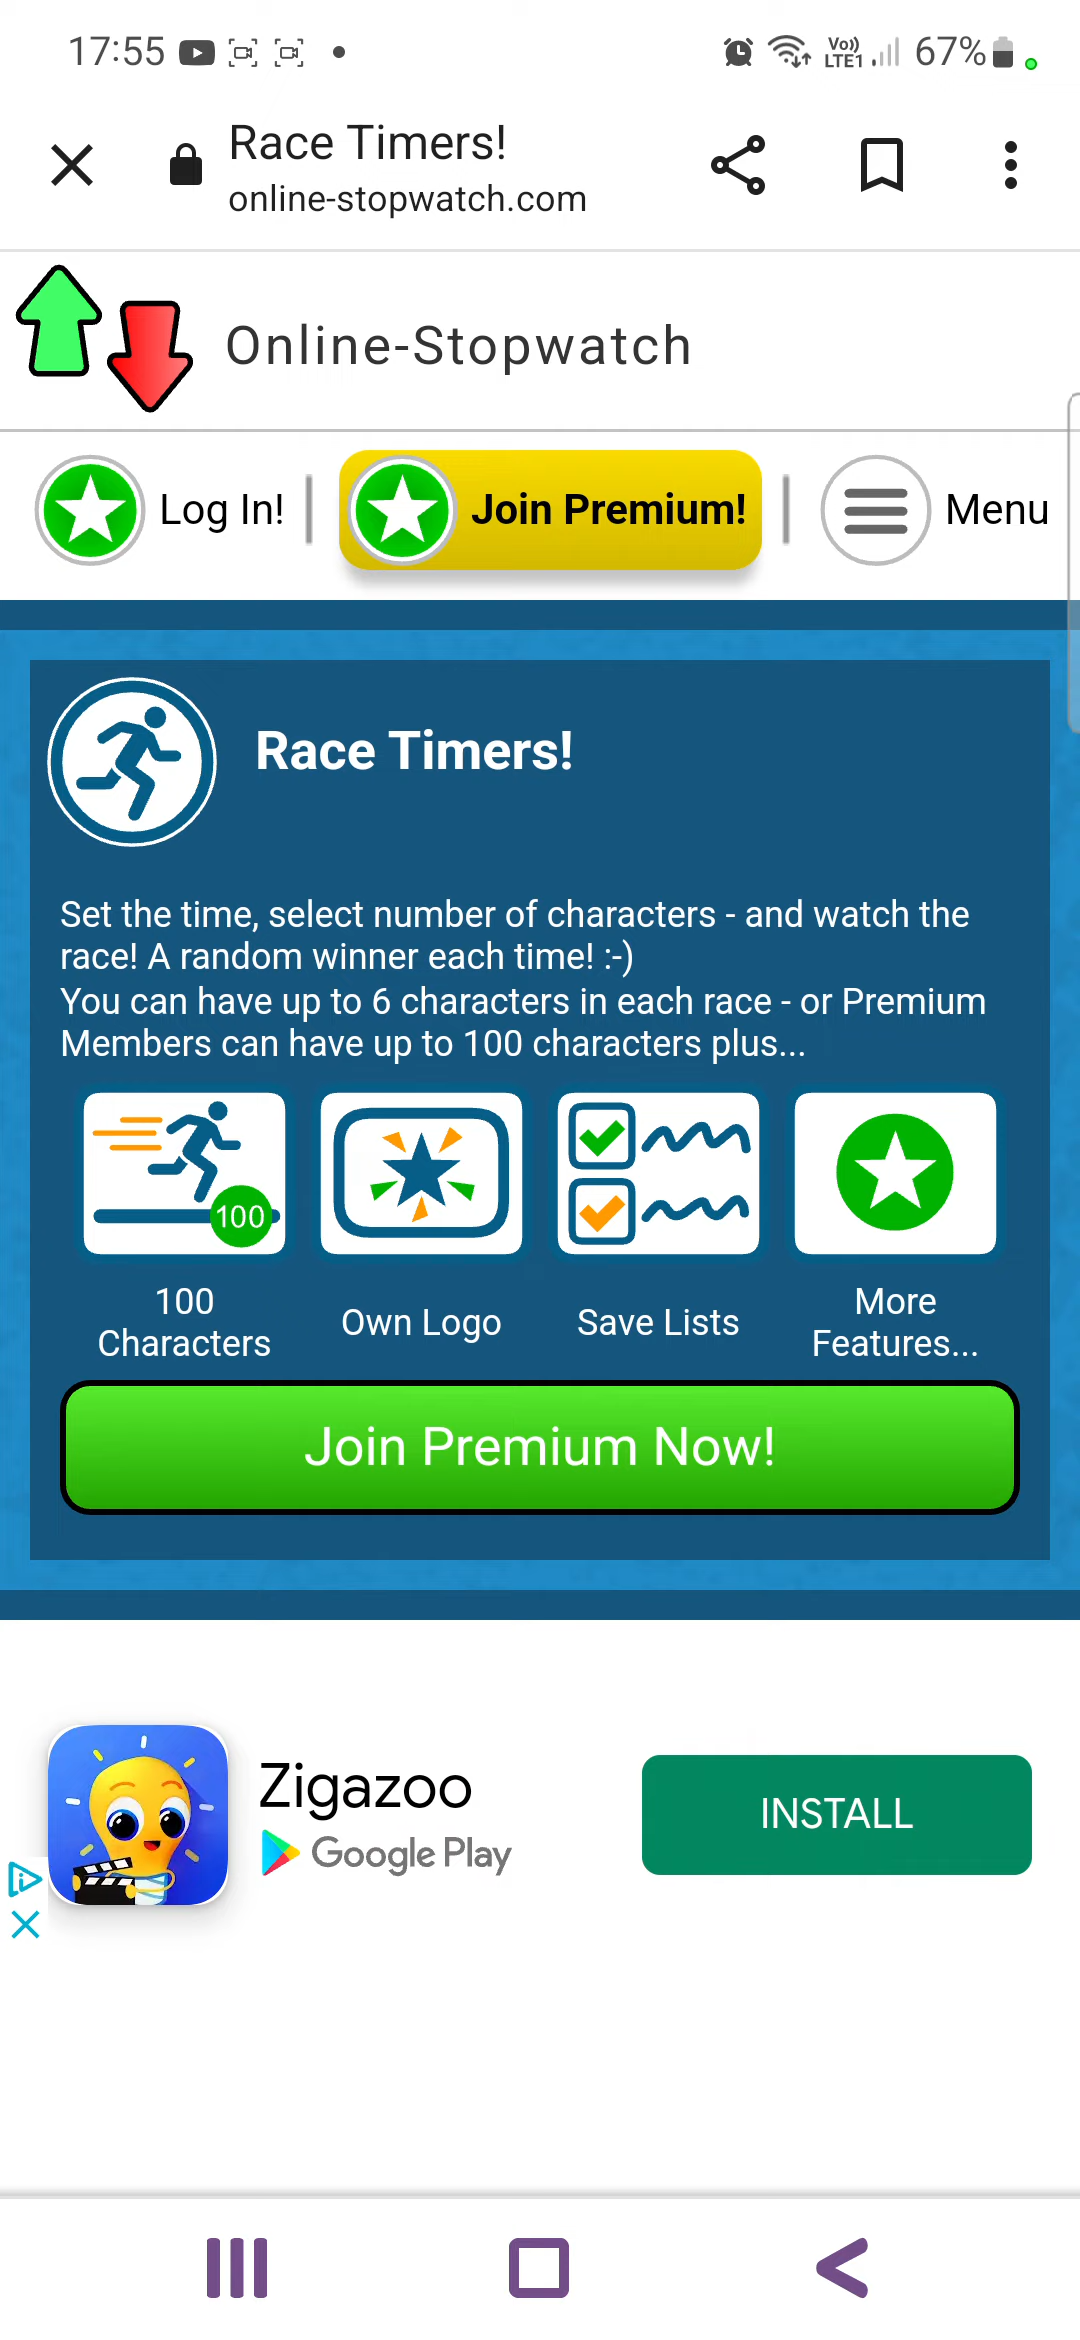 17:55
Vo)) LTE1 67%
Race Timers!
online-stopwatch.com
Online-Stopwatch
Log In!
Join Premium!
Menu
Race Timers!
Set the time, select number of characters - and watch the
race! A random winner each time! :-)
You can have up to 6 characters in each race - or Premium
Members can have up to 100 characters plus...
100
100
Characters
Own Logo
Save Lists
More
Features...
Join Premium Now!
Zigazoo
Google Play
INSTALL